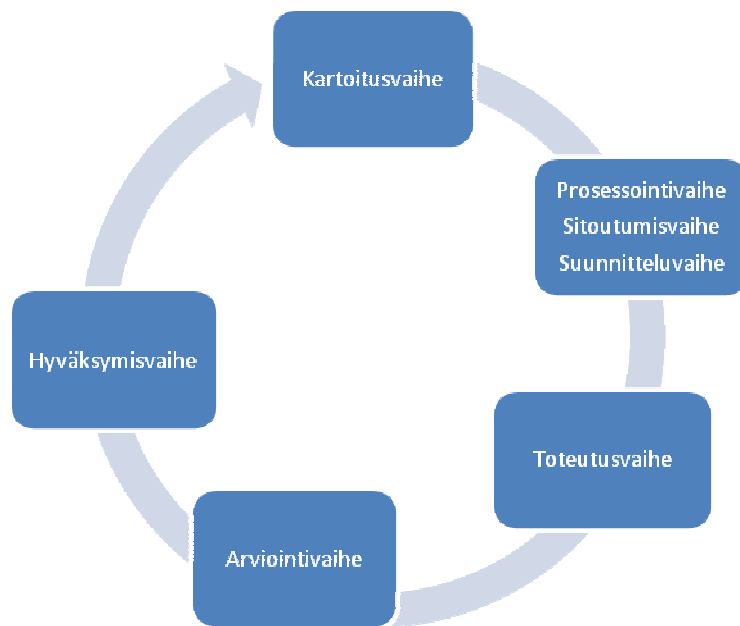 Kartoitusvaihe
Prosessointivaihe
Sitoutumisvaihe
Suunnitteluvaihe
Toteutusvaihe
Arviointivaihe
Hyväksymisvaihe